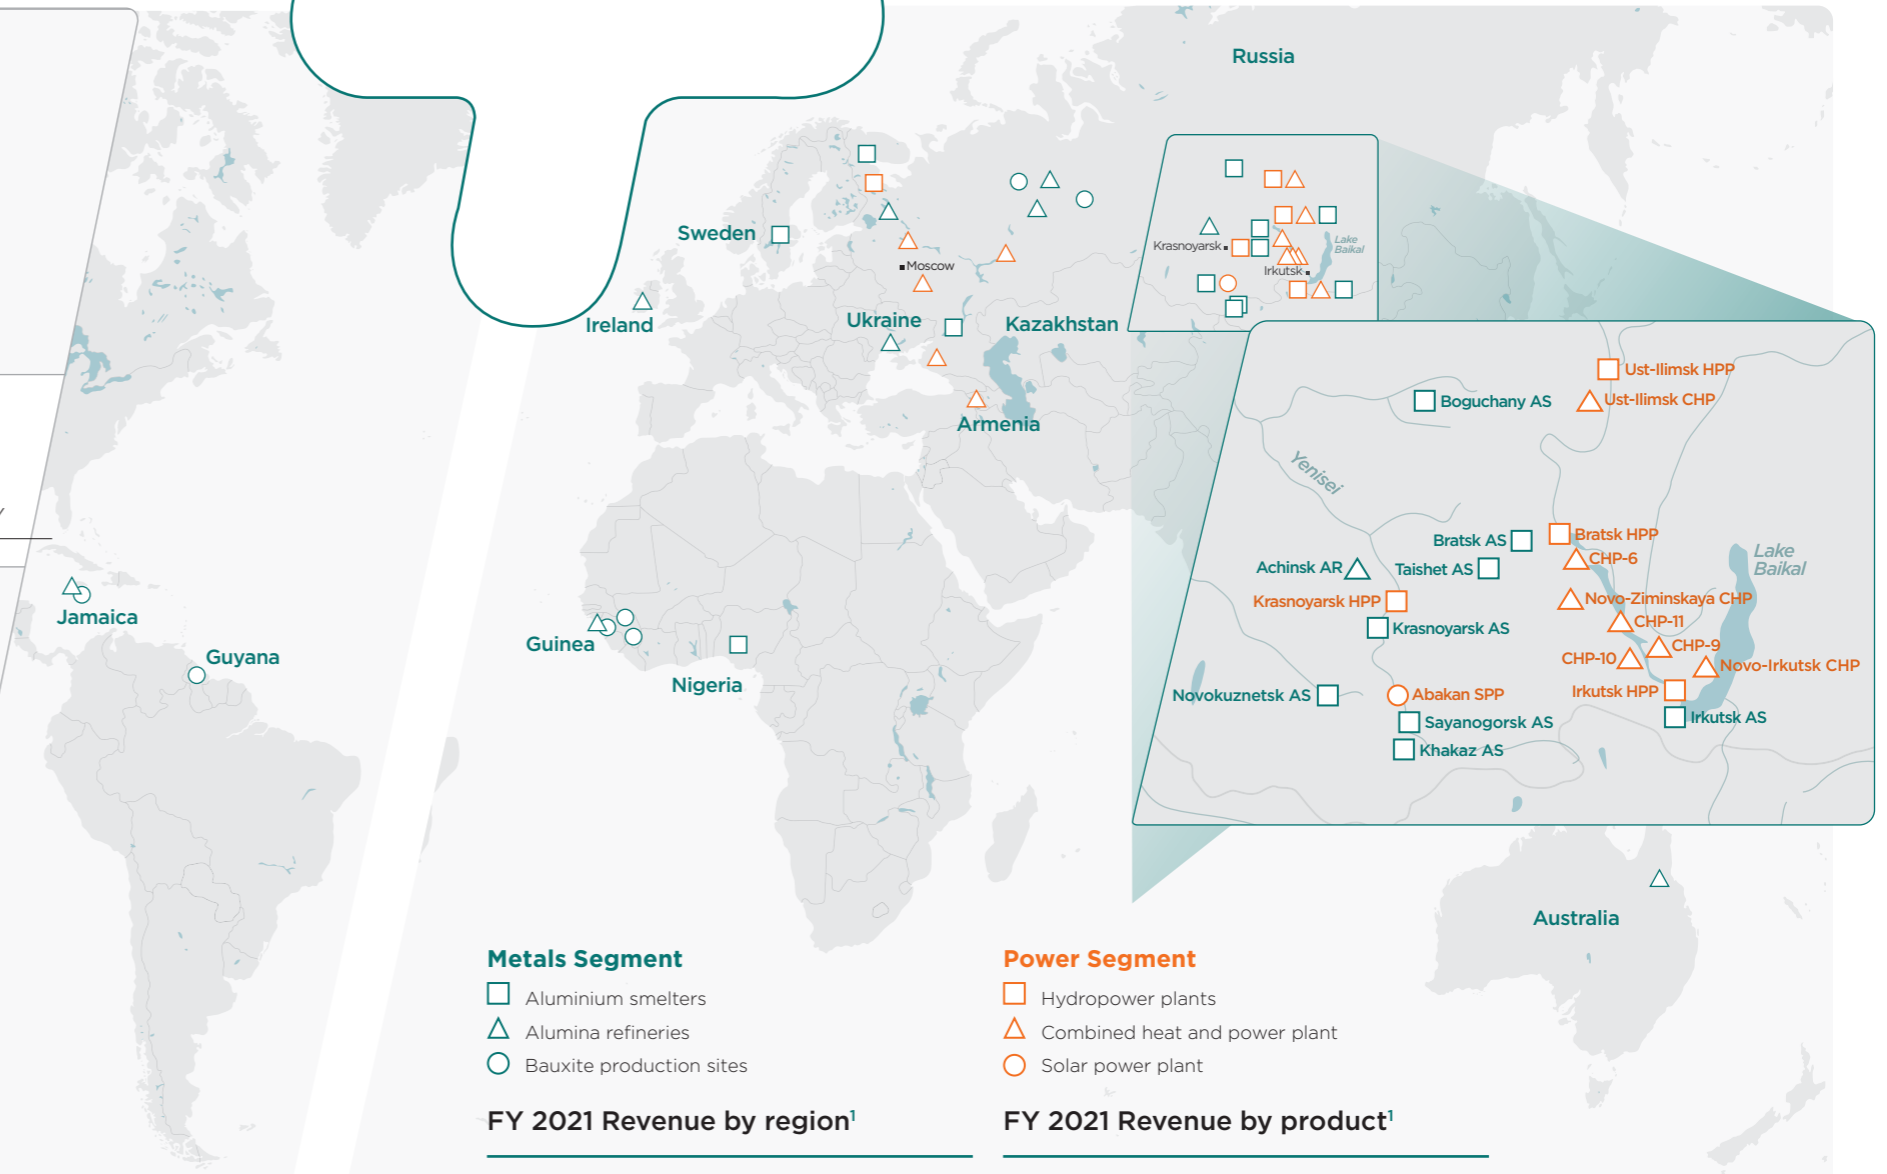 Russia
Sweden
Moscow
Ireland
Ukraine
Kazakhstan
Armenia
Krasnoyarsk
Irkutsk
Lake
Baikal
Jamaica
Guyana
Guinea
Nigeria
Australia
Ust-Ilimsk HPP
Boguchany AS
Ust-Ilimsk CHP
Yenisei
Bratsk AS
Bratsk HPP
CHP-6
Lake
Baikal
Achinsk AR
Taishet AS
Krasnoyarsk HPP
Novo-Ziminskaya CHP
Krasnoyarsk AS
CHP-11
CHP-9
CHP-10
Novo-Irkutsk CHP
Novokuznetsk AS
Abakan SPP
Irkutsk HPP
Sayanogorsk AS
Irkutsk AS
Khakaz AS
Metals Segment
Aluminium smelters
Alumina refineries
Bauxite production sites
Power Segment
Hydropower plants
Combined heat and power plant
Solar power plant
FY 2021 Revenue by region¹
FY 2021 Revenue by product¹